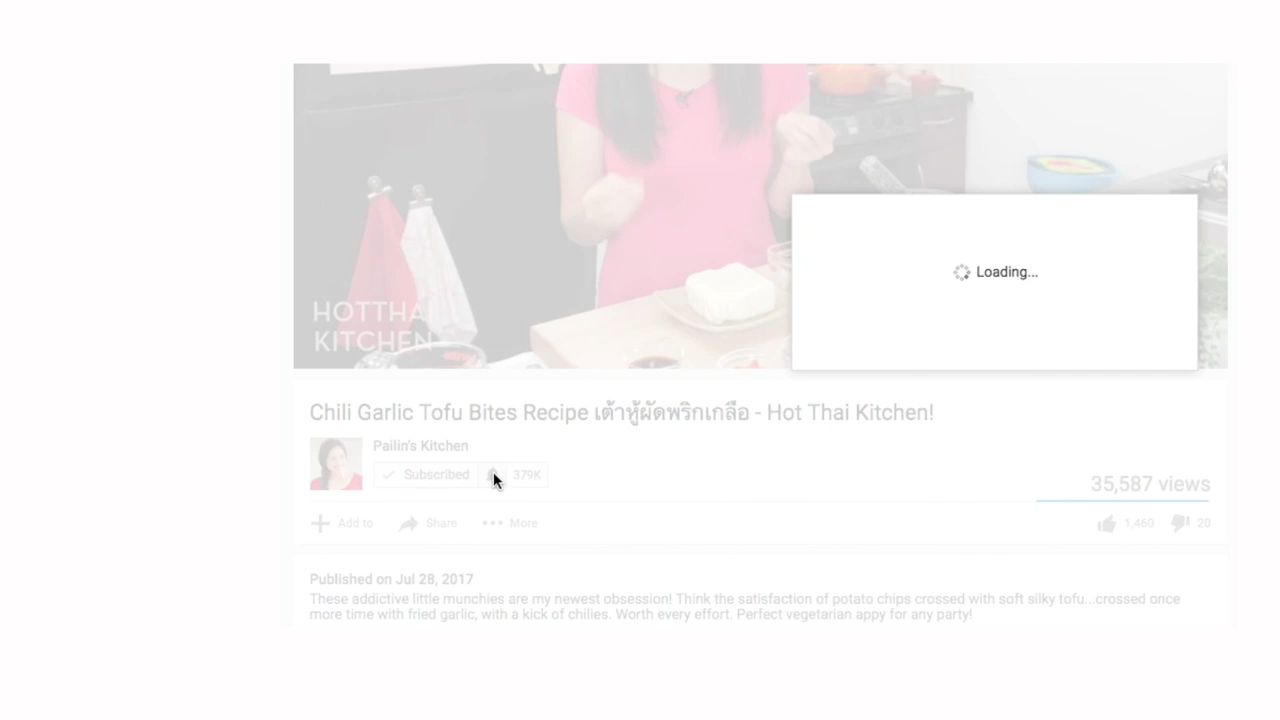 HOTTHAI
KITCHEN
Loading...
Chili Garlic Tofu Bites Recipe เต้าหู้ผัดพริกเกลือ - Hot Thai Kitchen!
Pailin's Kitchen
Subscribed 379K
35,587 views
Add to Share More 1,460 20
Published on Jul 28, 2017
These addictive little munchies are my newest obsession! Think the satisfaction of potato chips crossed with soft silky tofu...crossed once
more time with fried garlic, with a kick of chilies. Worth every effort. Perfect vegetarian appy for any party!